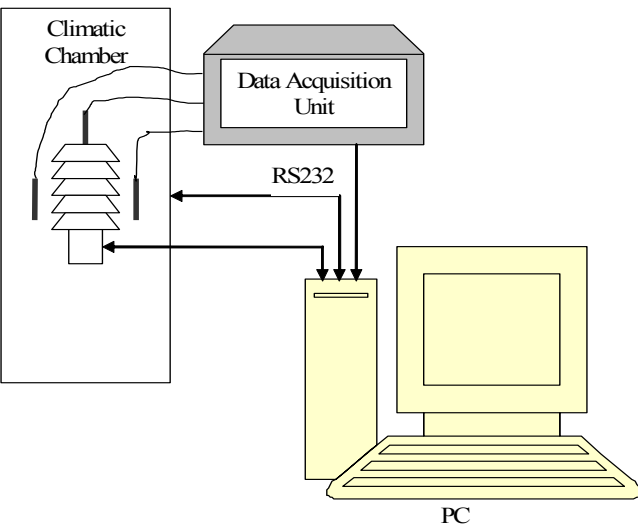 Climatic
Chamber
Data Acquisition
Unit
RS232
PC